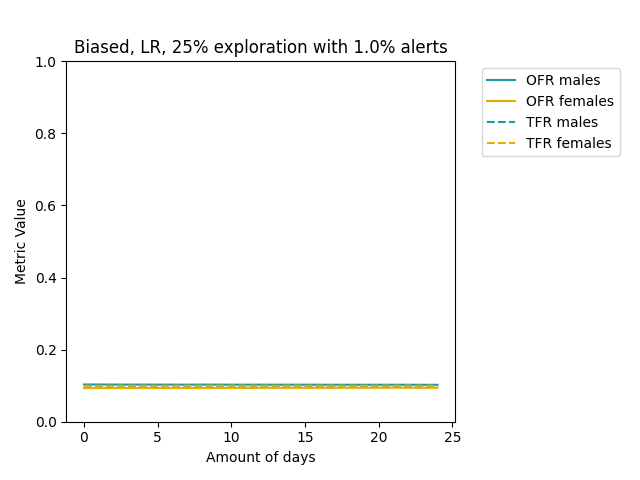 Biased, LR, 25% exploration with 1.0% alerts
OFR males
OFR females
TFR males
TFR females
1.0
0.8
0.6
0.4
0.2
0.0
Metric Value
0
5
10
15
20
25
Amount of days